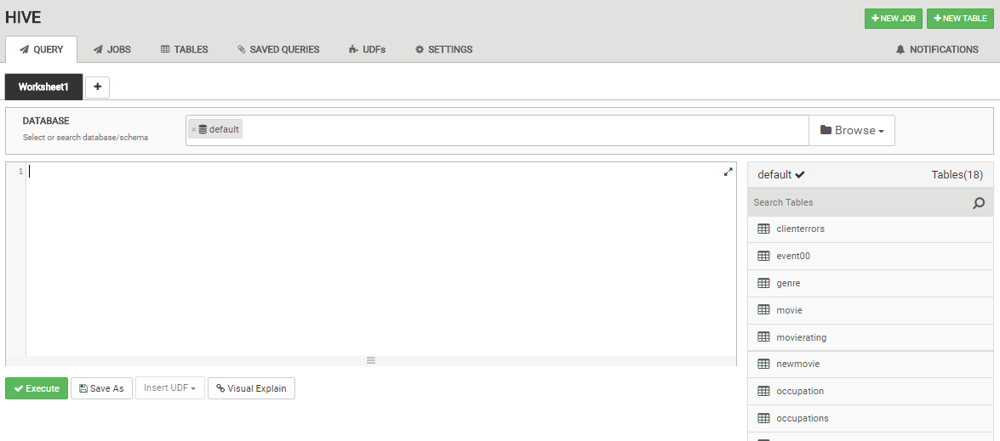 HIVE
+ NEW JOB + NEW TABLE
QUERY JOBS TABLES SAVED QUERIES UDFs SETTINGS NOTIFICATIONS
Worksheet1 +
DATABASE
Select or search database/schema
× default
Browse
1
default Tables(18)
Search Tables
clienterrors
event00
genre
movie
movierating
newmovie
occupation
occupations
Execute Save As Insert UDF Visual Explain